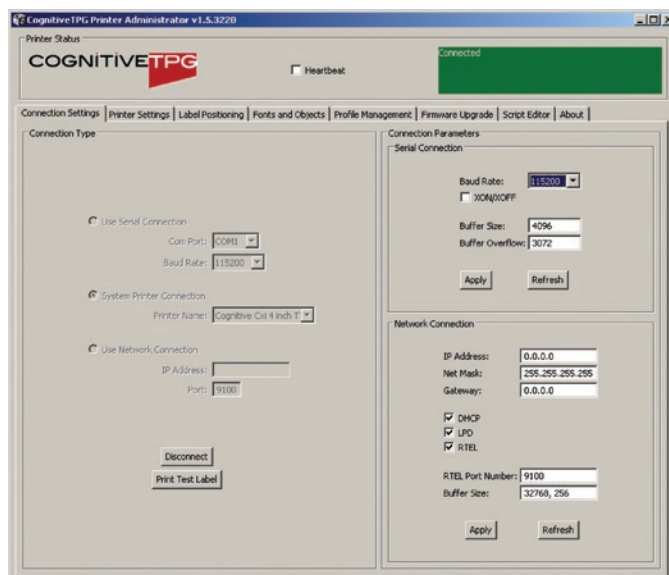 CognitiveTPG Printer Administrator v1.5.3220
Printer Status
COGNITIVETPG
Heartbeat
Connected
Connection Settings Printer Settings Label Positioning Fonts and Objects Profile Management Firmware Upgrade Script Editor About
Connection Type
Use Serial Connection
Com Port: COM1
Baud Rate: 115200
System Printer Connection
Printer Name: Cognitive Cxi 4 inch T
Use Network Connection
IP Address:
Port: 9100
Disconnect
Print Test Label
Connection Parameters
Serial Connection
Baud Rate: 115200
XON/XOFF
Buffer Size: 4096
Buffer Overflow: 3072
Apply Refresh
Network Connection
IP Address: 0.0.0.0
Net Mask: 255.255.255.255
Gateway: 0.0.0.0
DHCP
LPD
RTEL
RTEL Port Number: 9100
Buffer Size: 32768, 256
Apply Refresh